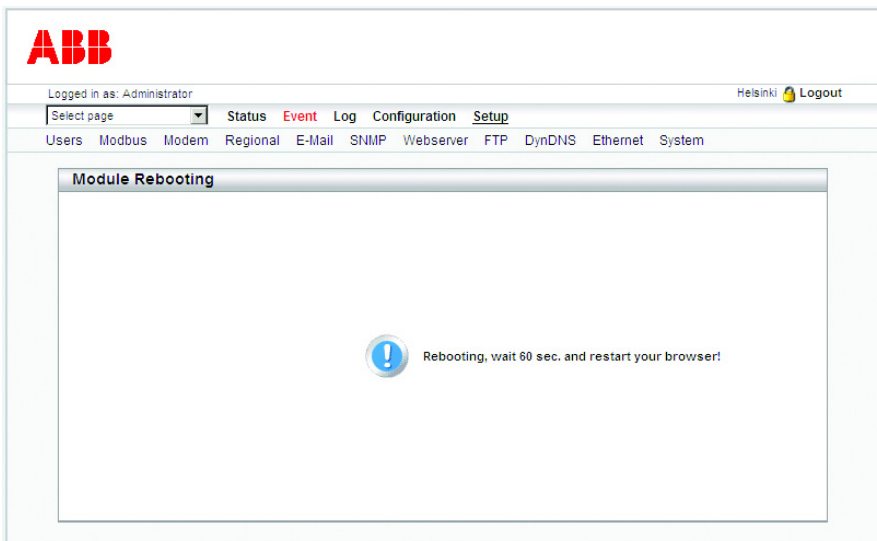 ABB
Logged in as: Administrator Helsinki Logout
Select page Status Event Log Configuration Setup
Users Modbus Modem Regional E-Mail SNMP Webserver FTP DynDNS Ethernet System
Module Rebooting
Rebooting, wait 60 sec. and restart your browser!